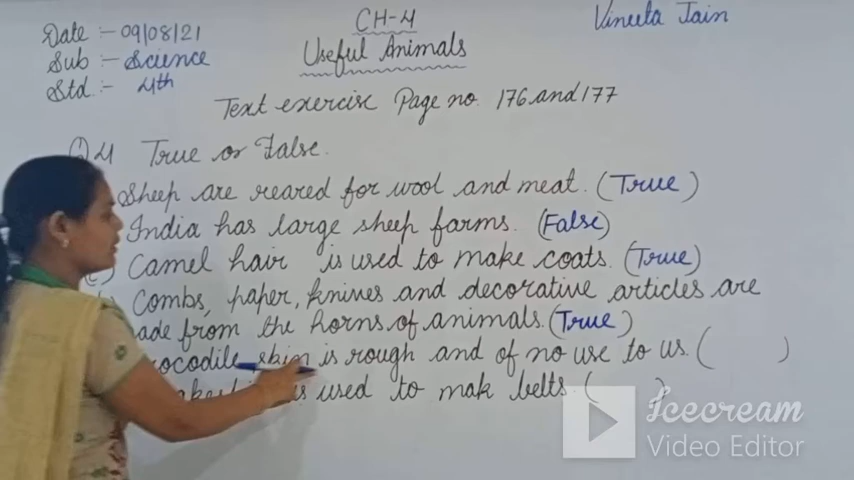 Date :- 09/08/21
Sub :- Science
Std :- 4th
CH-4
Useful Animals
Vineeta Jain
Text exercise Page no. 176 and 177
Q4 True or False.
Sheep are reared for wool and meat. (True)
India has large sheep farms. (False)
c) Camel hair is used to make coats. (True)
Combs, paper, knives and decorative articles are
from the horns of animals. (True)
skin is rough and of no use to us. ( )
is used to mak belts. ( )
Icecream
Video Editor